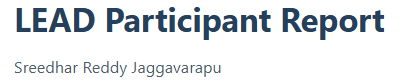 LEAD Participant Report
Sreedhar Reddy Jaggavarapu